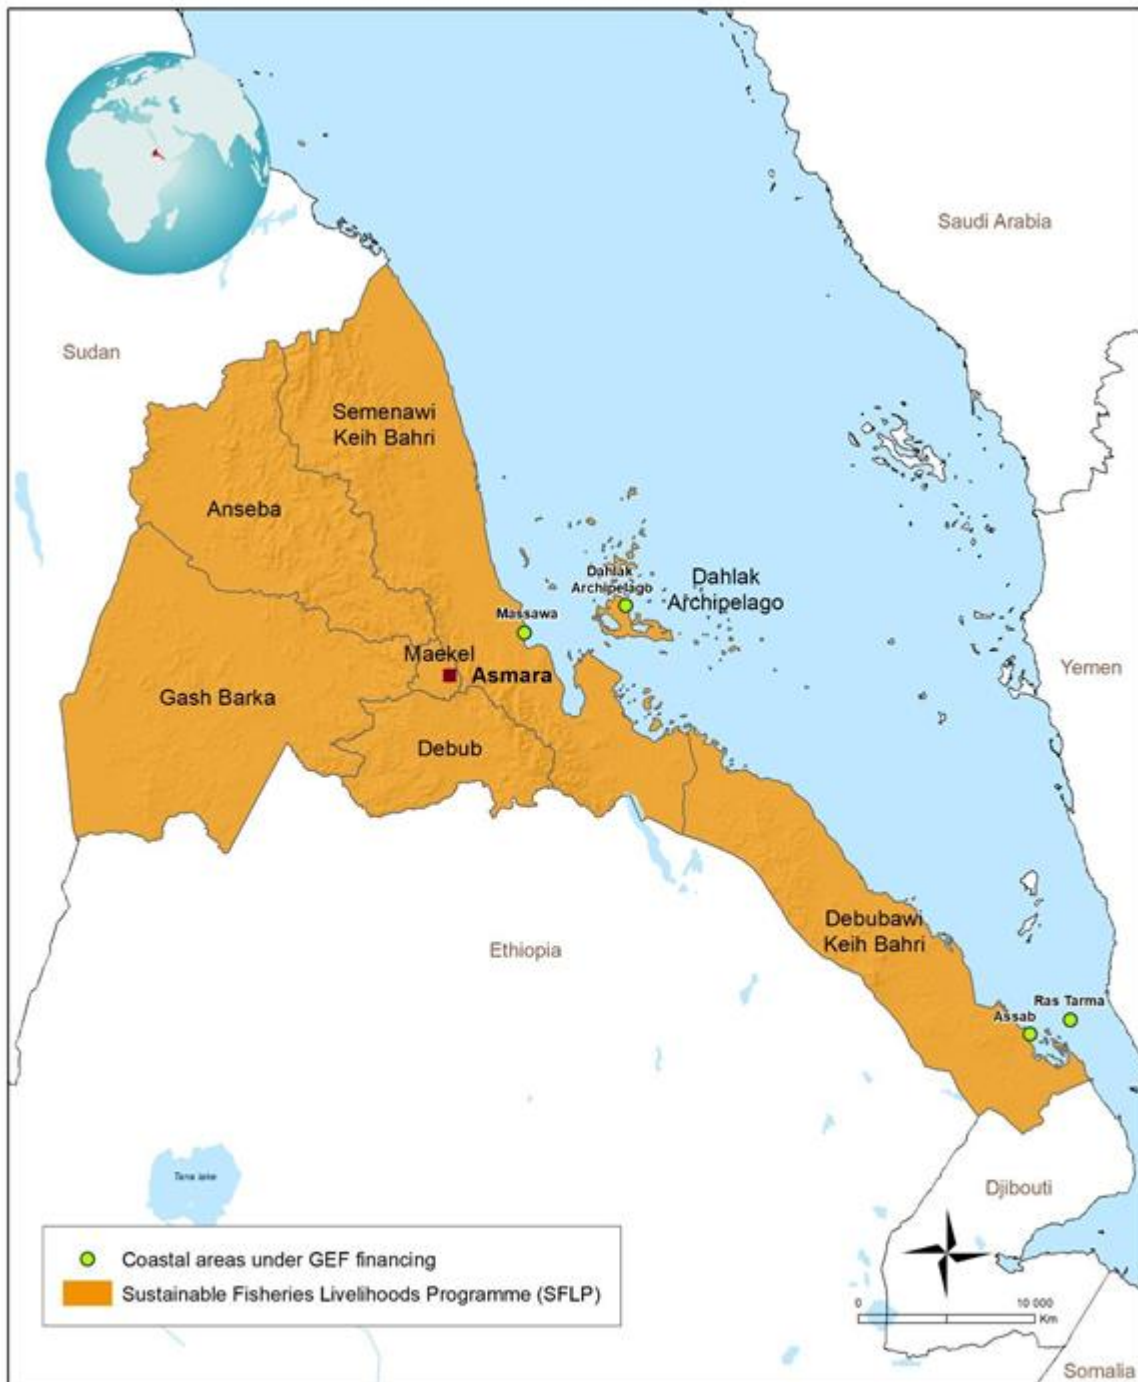 Saudi Arabia
Sudan
Semenawi
Keih Bahri
Anseba
Dahlak
Archipelago
Dahlak
Archipelago
Massawa
Maekel
Asmara
Gash Barka
Yemen
Debub
Debubawi
Keih Bahri
Ethiopia
Ras Tarma
Assab
Tana lake
Djibouti
Coastal areas under GEF financing
Sustainable Fisheries Livelihoods Programme (SFLP)
0 10 000
Km
Somalia